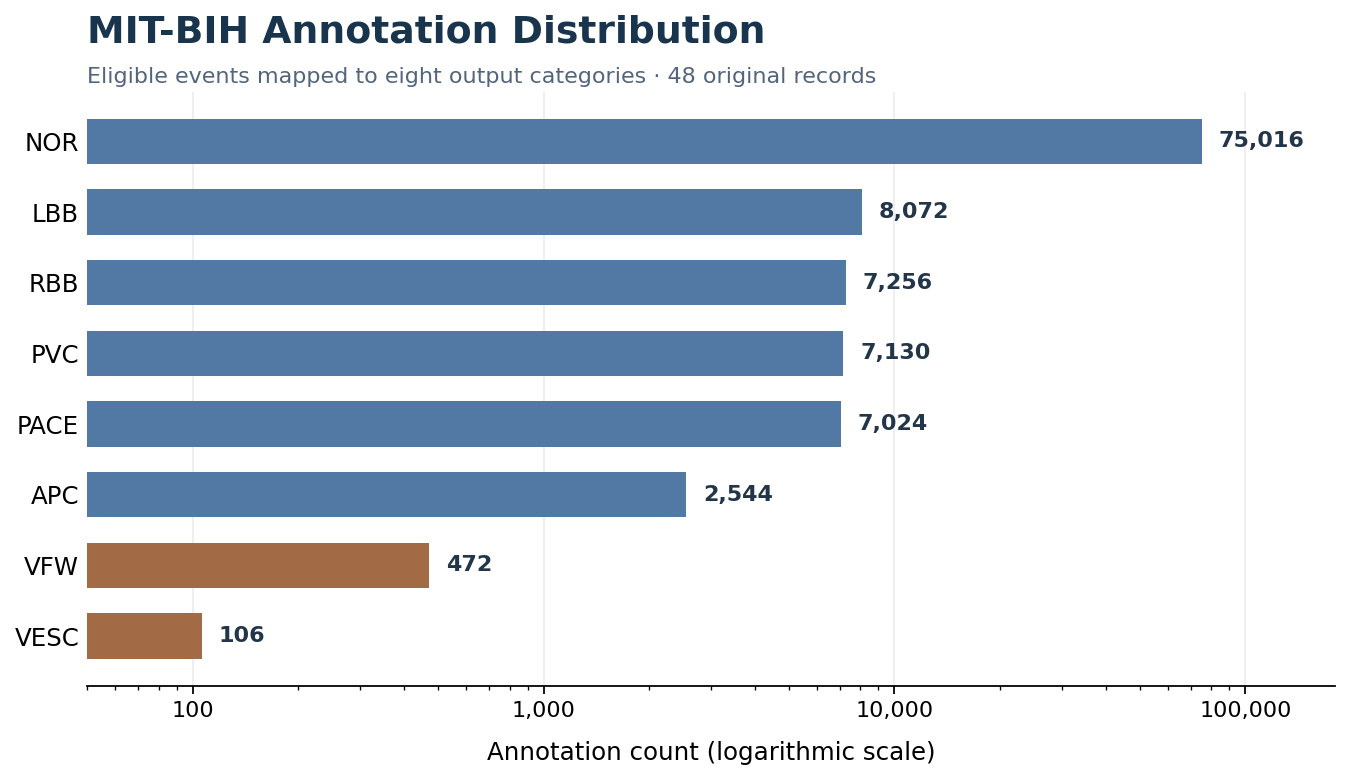 MIT-BIH Annotation Distribution
Eligible events mapped to eight output categories · 48 original records
NOR 75,016
LBB 8,072
RBB 7,256
PVC 7,130
PACE 7,024
APC 2,544
VFW 472
VESC 106
100 1,000 10,000 100,000
Annotation count (logarithmic scale)